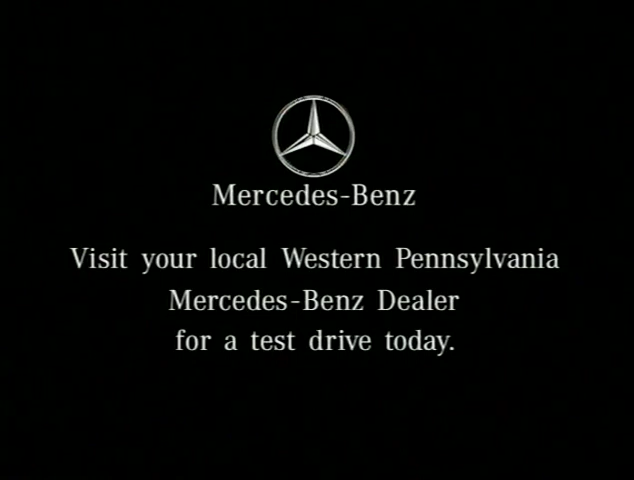 Mercedes-Benz
Visit your local Western Pennsylvania
Mercedes-Benz Dealer
for a test drive today.